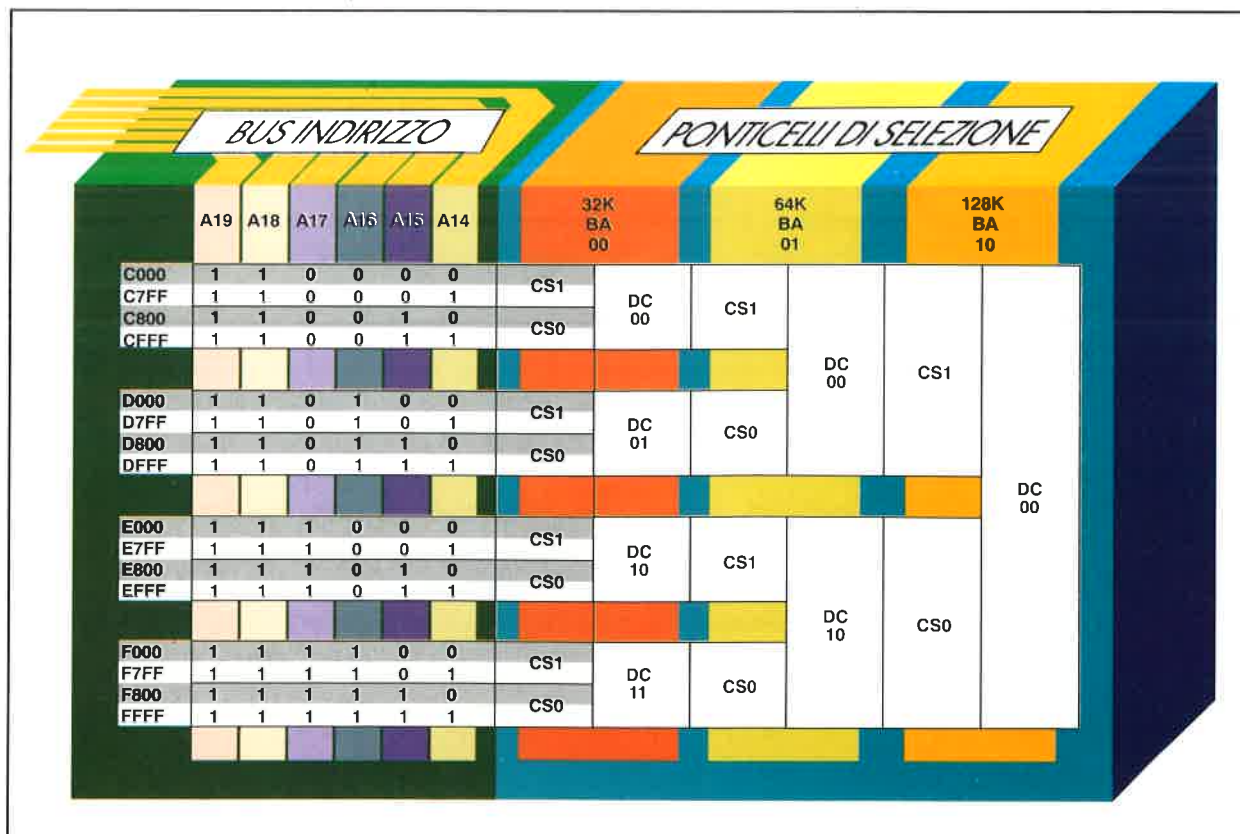 BUS INDIRIZZO
PONTICELLI DI SELEZIONE
A19 A18 A17 A16 A15 A14
32K BA 00
64K BA 01
128K BA 10
C000 1 1 0 0 0 0
C7FF 1 1 0 0 0 1
C800 1 1 0 0 1 0
CFFF 1 1 0 0 1 1
CS1
CS0
DC 00
CS1
D000 1 1 0 1 0 0
D7FF 1 1 0 1 0 1
D800 1 1 0 1 1 0
DFFF 1 1 0 1 1 1
CS1
CS0
DC 01
CS0
DC 00
CS1
E000 1 1 1 0 0 0
E7FF 1 1 1 0 0 1
E800 1 1 1 0 1 0
EFFF 1 1 1 0 1 1
CS1
CS0
DC 10
CS1
F000 1 1 1 1 0 0
F7FF 1 1 1 1 0 1
F800 1 1 1 1 1 0
FFFF 1 1 1 1 1 1
CS1
CS0
DC 11
CS0
DC 10
CS0
DC 00